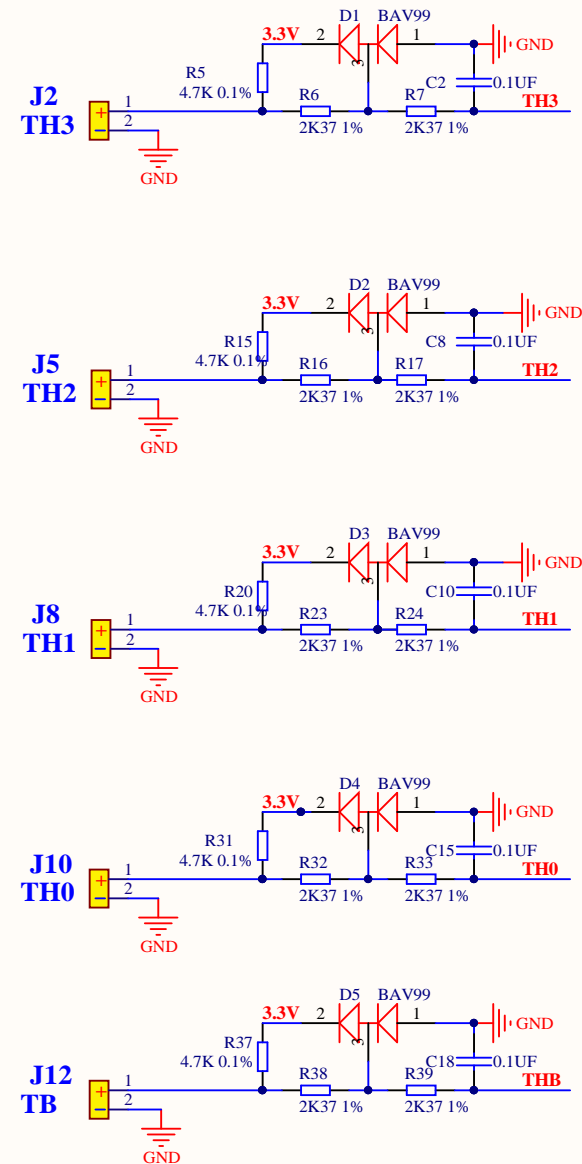 D1 BAV99
3.3V 2 1
3
GND
R5
4.7K 0.1%
C2 0.1UF
J2
TH3
1
2
+
−
R6 R7
2K37 1% 2K37 1%
TH3
GND
D2 BAV99
3.3V 2 1
3
GND
R15
4.7K 0.1%
C8 0.1UF
J5
TH2
1
2
+
−
R16 R17
2K37 1% 2K37 1%
TH2
GND
D3 BAV99
3.3V 2 1
3
GND
R20
4.7K 0.1%
C10 0.1UF
J8
TH1
1
2
+
−
R23 R24
2K37 1% 2K37 1%
TH1
GND
D4 BAV99
3.3V 2 1
3
GND
R31
4.7K 0.1%
C15 0.1UF
J10
TH0
1
2
+
−
R32 R33
2K37 1% 2K37 1%
TH0
GND
D5 BAV99
3.3V 2 1
3
GND
R37
4.7K 0.1%
C18 0.1UF
J12
TB
1
2
+
−
R38 R39
2K37 1% 2K37 1%
THB
GND